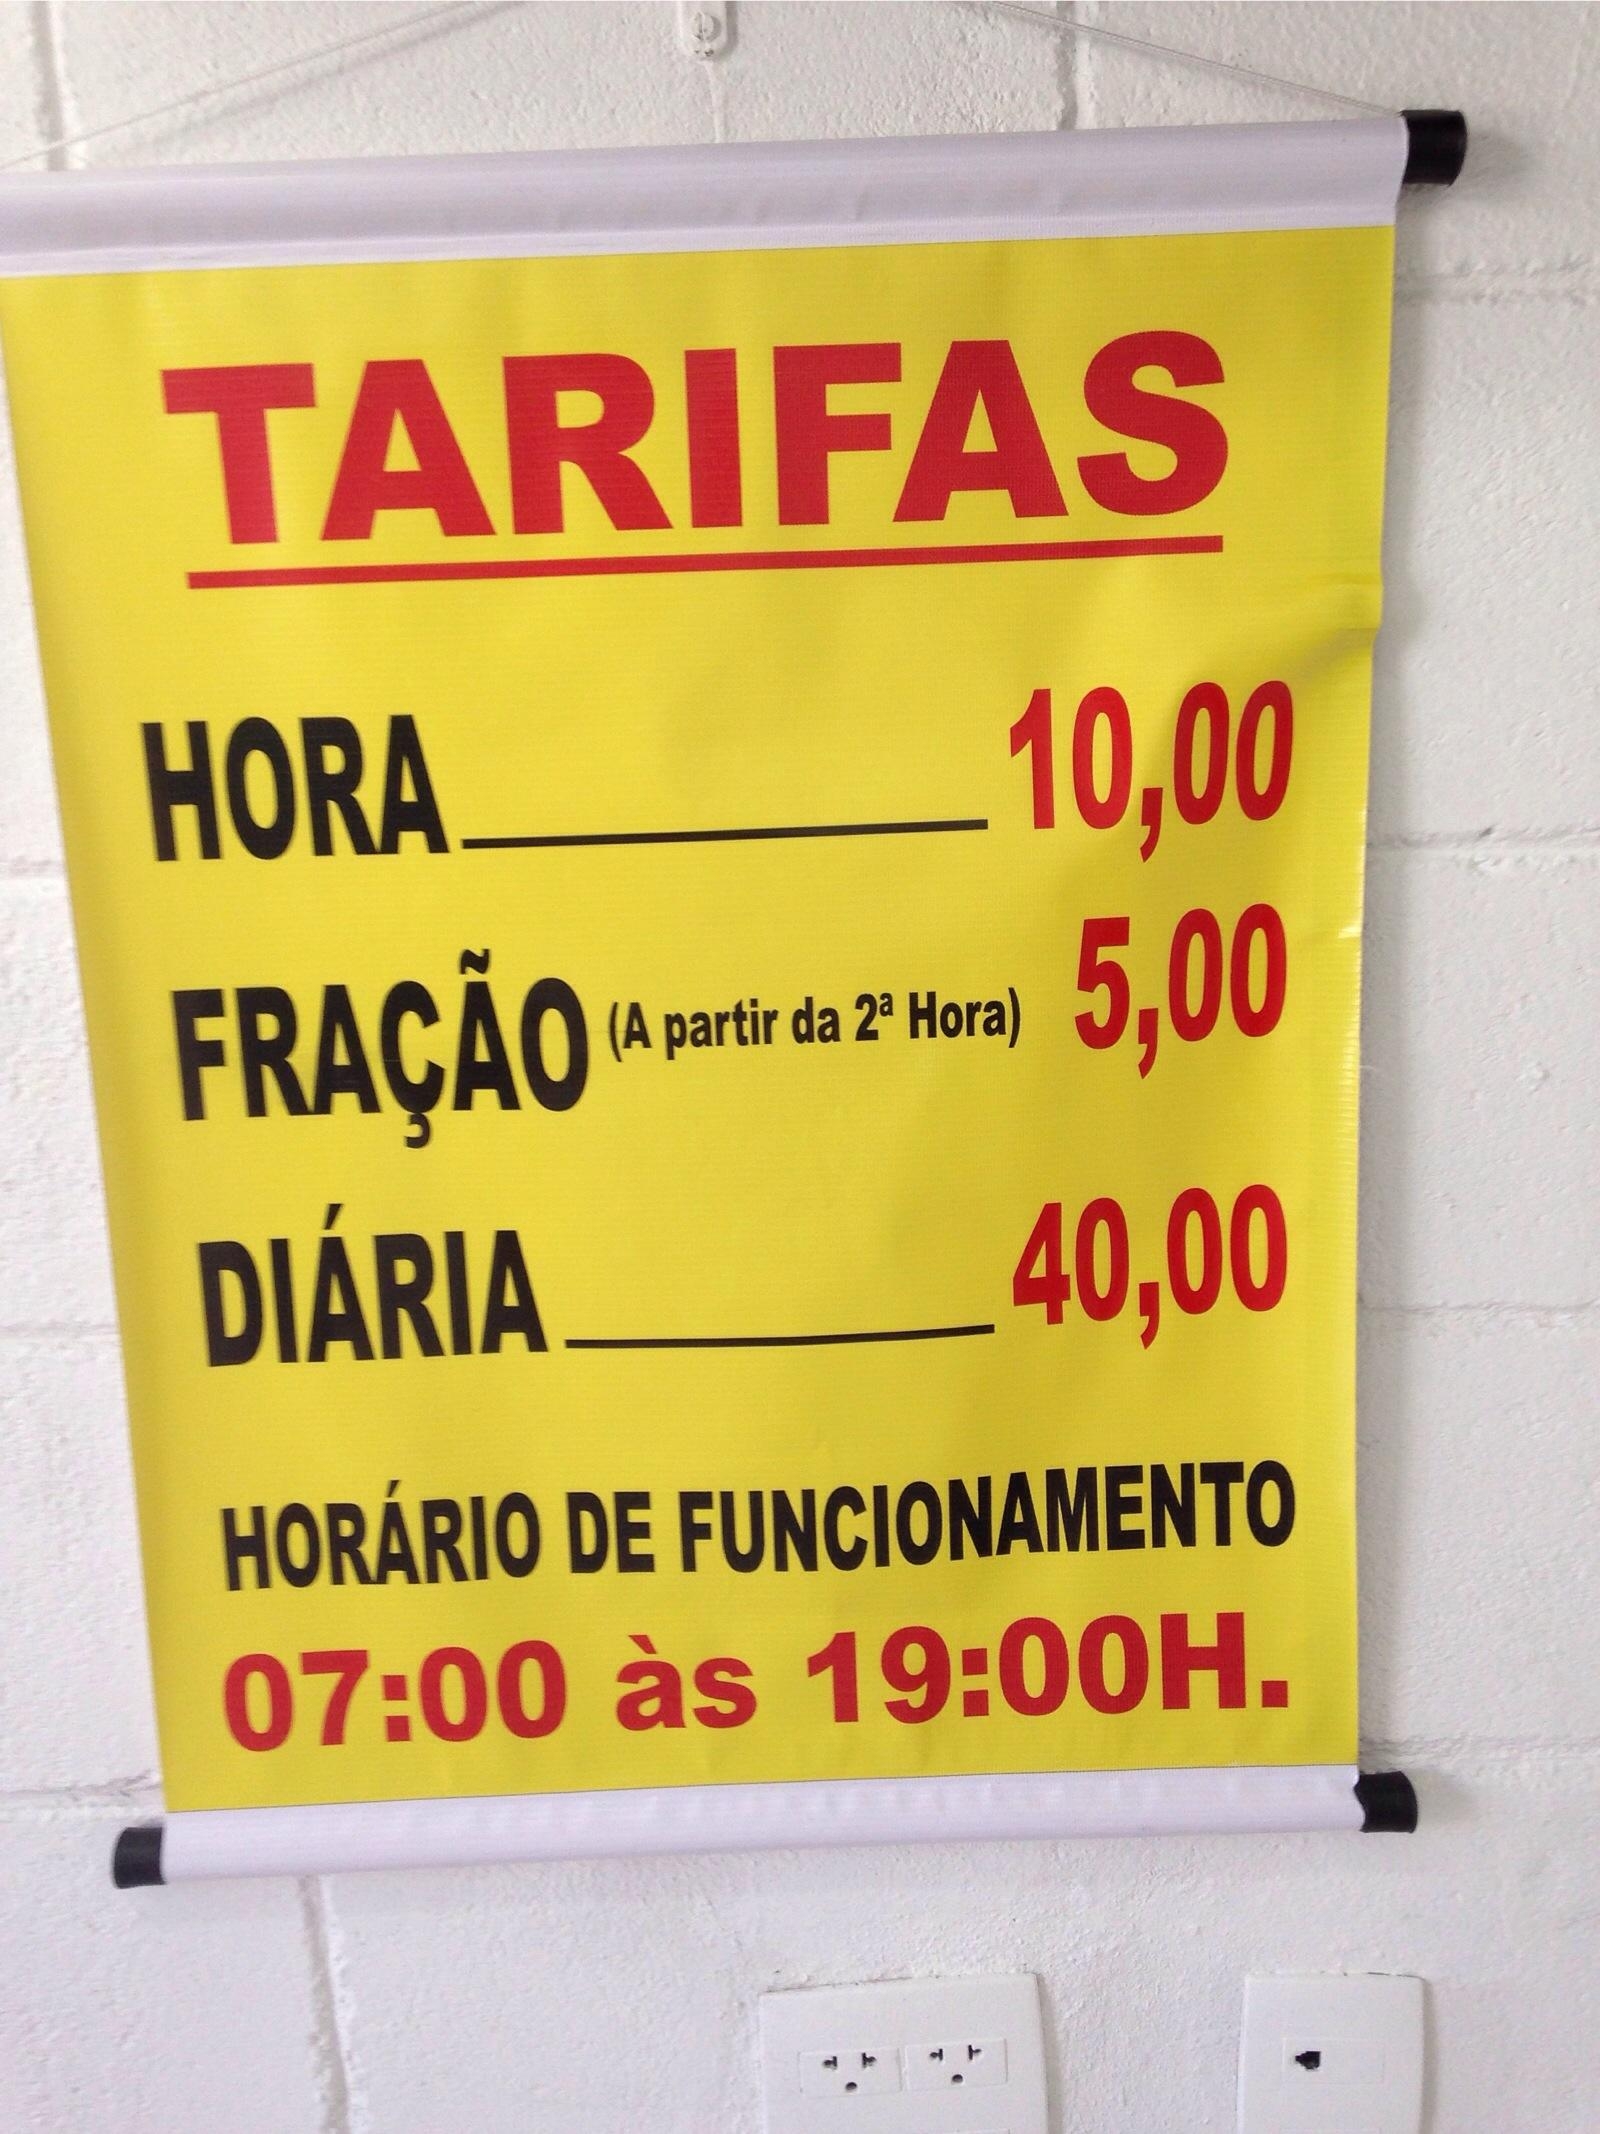 TARIFAS
HORA 10,00
FRAÇÃO (A partir da 2ª Hora) 5,00
DIÁRIA 40,00
HORÁRIO DE FUNCIONAMENTO
07:00 às 19:00H.